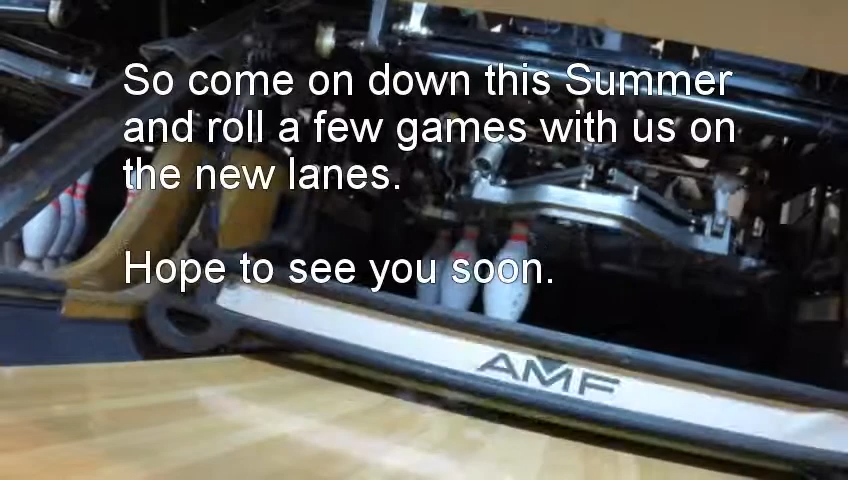 So come on down this Summer
and roll a few games with us on
the new lanes.
Hope to see you soon.
AMF